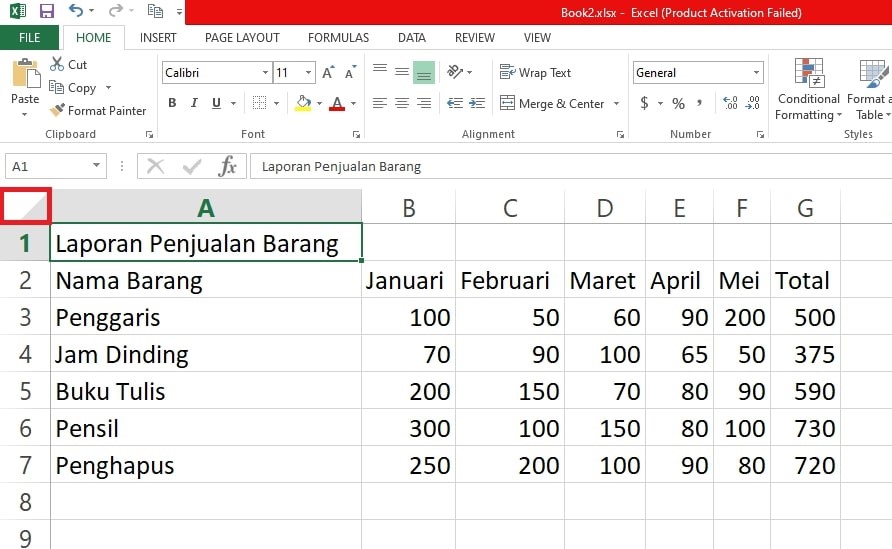 Book2.xlsx - Excel (Product Activation Failed)
FILE HOME INSERT PAGE LAYOUT FORMULAS DATA REVIEW VIEW
Paste
Cut
Copy
Format Painter
Clipboard
Calibri 11
B I U
Font
Wrap Text
Merge & Center
Alignment
General
$ % ,
Number
Conditional Formatting
Format a
Table
Styles
A1 fx Laporan Penjualan Barang
A B C D E F G
1 Laporan Penjualan Barang
2 Nama Barang Januari Februari Maret April Mei Total
3 Penggaris 100 50 60 90 200 500
4 Jam Dinding 70 90 100 65 50 375
5 Buku Tulis 200 150 70 80 90 590
6 Pensil 300 100 150 80 100 730
7 Penghapus 250 200 100 90 80 720
8
9